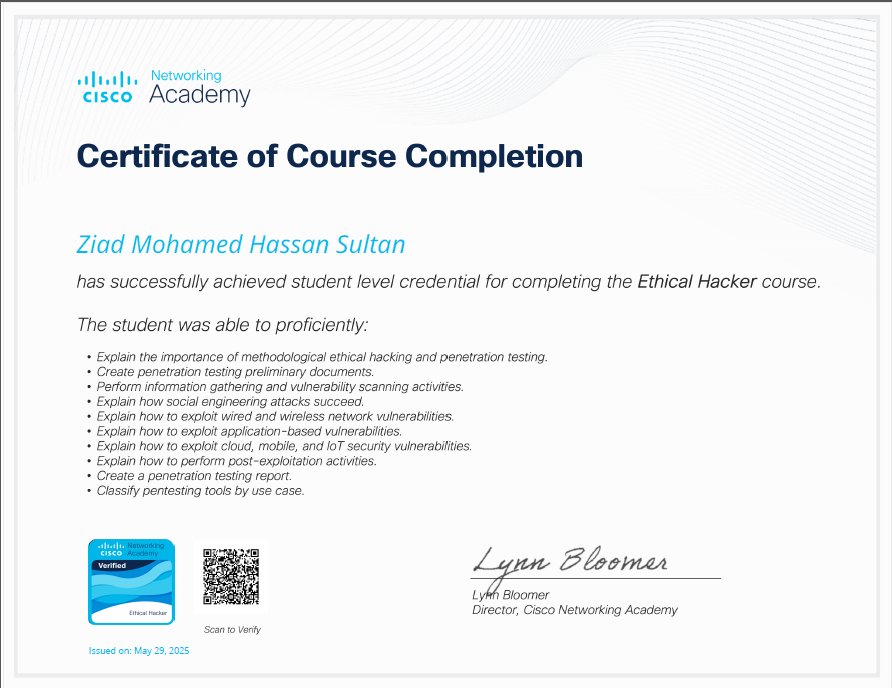 Networking
CISCO Academy
Certificate of Course Completion
Ziad Mohamed Hassan Sultan
has successfully achieved student level credential for completing the Ethical Hacker course.
The student was able to proficiently:
• Explain the importance of methodological ethical hacking and penetration testing.
• Create penetration testing preliminary documents.
• Perform information gathering and vulnerability scanning activities.
• Explain how social engineering attacks succeed.
• Explain how to exploit wired and wireless network vulnerabilities.
• Explain how to exploit application-based vulnerabilities.
• Explain how to exploit cloud, mobile, and IoT security vulnerabilities.
• Explain how to perform post-exploitation activities.
• Create a penetration testing report.
• Classify pentesting tools by use case.
Networking
CISCO Academy
Verified
Ethical Hacker
Scan to Verify
Issued on: May 29, 2025
Lynn Bloomer
Lynn Bloomer
Director, Cisco Networking Academy